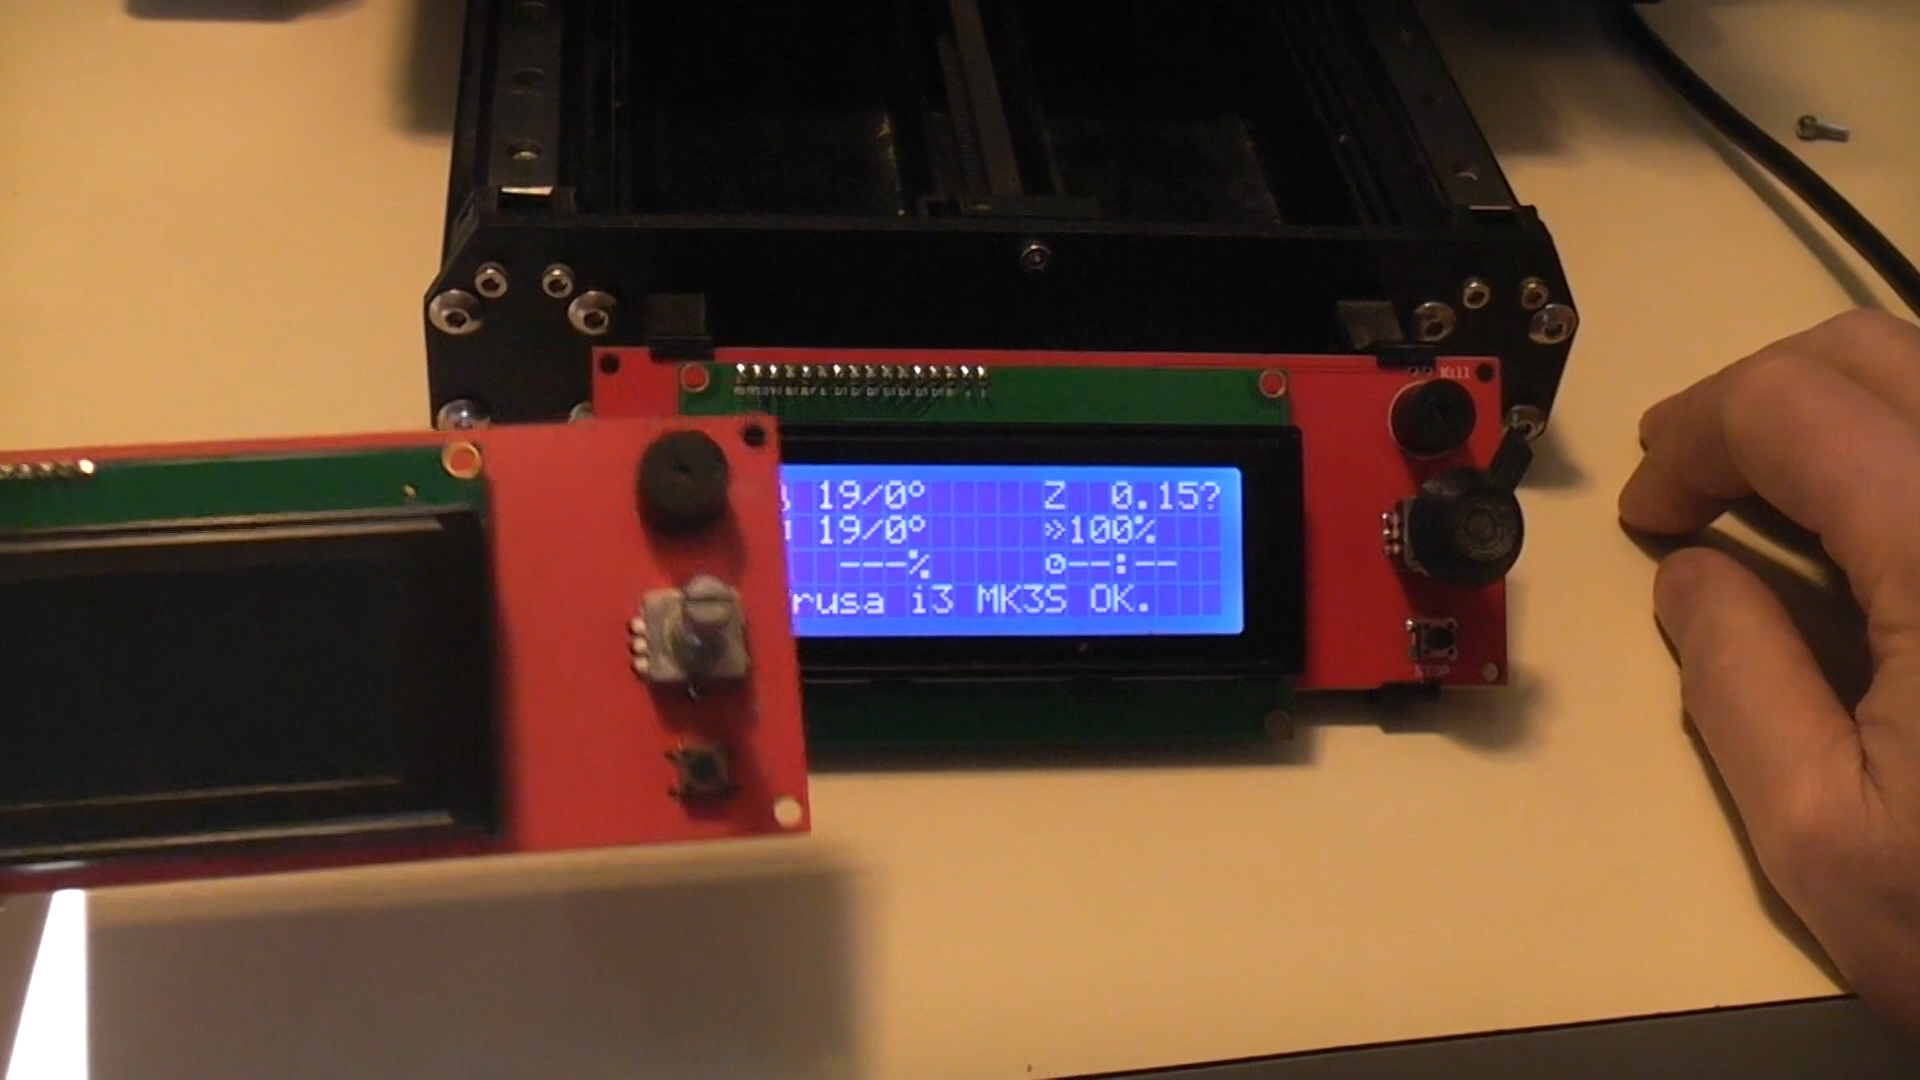 Kill
19/0° Z 0.15?
19/0° »100%
---% --:--
rusa i3 MK3S OK.